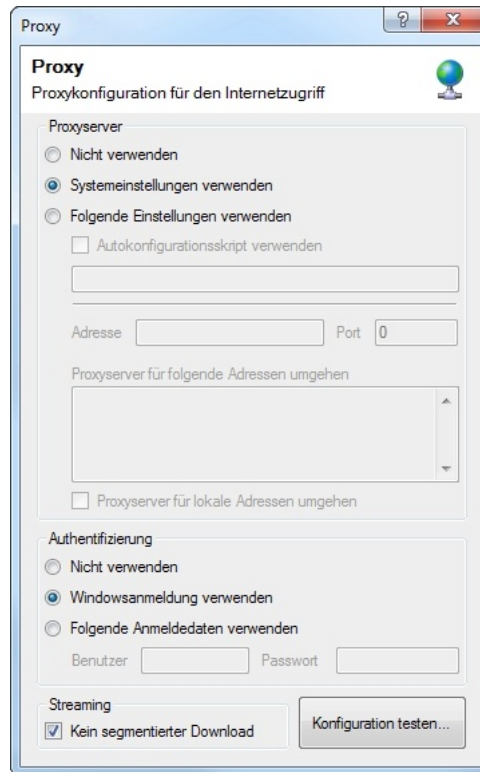 Proxy
?
Proxy
Proxykonfiguration für den Internetzugriff
Proxyserver
Nicht verwenden
Systemeinstellungen verwenden
Folgende Einstellungen verwenden
Autokonfigurationsskript verwenden
Adresse Port 0
Proxyserver für folgende Adressen umgehen
Proxyserver für lokale Adressen umgehen
Authentifizierung
Nicht verwenden
Windowsanmeldung verwenden
Folgende Anmeldedaten verwenden
Benutzer Passwort
Streaming
Kein segmentierter Download
Konfiguration testen...